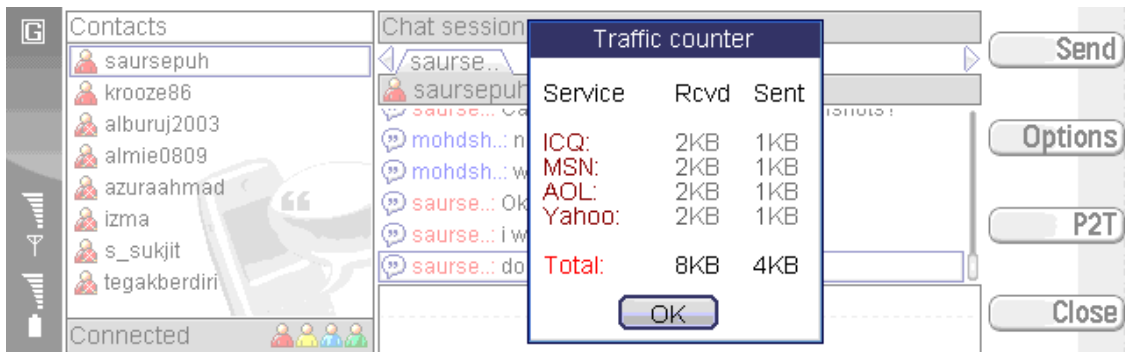 G
Contacts
saursepuh
krooze86
alburuj2003
almie0809
azuraahmad
izma
s_sukjit
tegakberdiri
Connected
Chat session
saurse..
saursepuh
saurse..:
mohdsh..: n
mohdsh..: w
saurse..: Ok
saurse..: i w
saurse..: do
Traffic counter
Service Rcvd Sent
ICQ: 2KB 1KB
MSN: 2KB 1KB
AOL: 2KB 1KB
Yahoo: 2KB 1KB
Total: 8KB 4KB
OK
Send
Options
P2T
Close